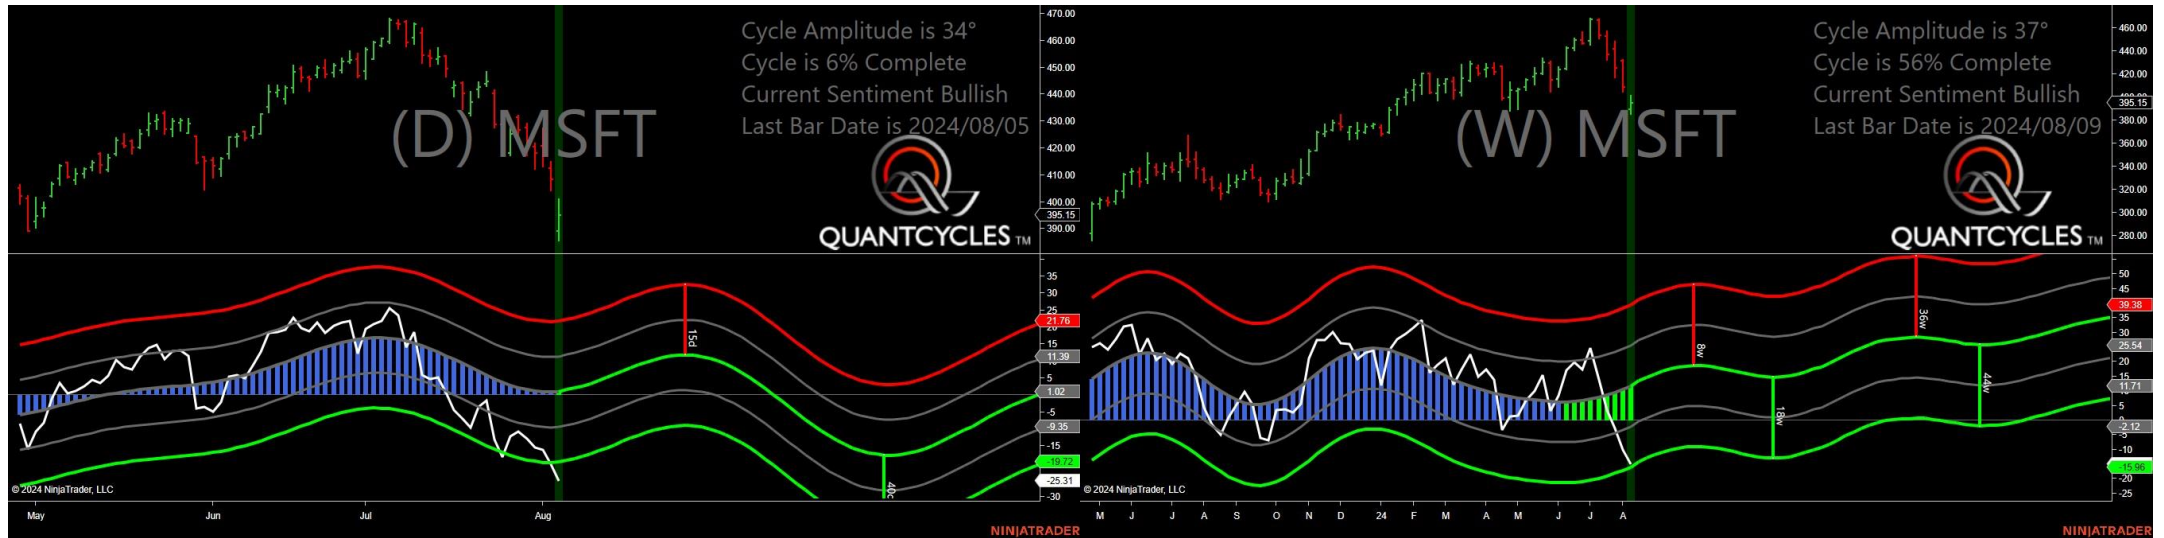 Cycle Amplitude is 34°
Cycle is 6% Complete
Current Sentiment Bullish
Last Bar Date is 2024/08/05
(D) MSFT
QUANTCYCLES TM
470.00
460.00
450.00
440.00
430.00
420.00
410.00
400.00
395.15
390.00
35
30
25
21.76
20
15
11.39
5
1.02
-5
-9.35
-15
-19.72
-25.31
-30
15d
© 2024 NinjaTrader, LLC
May Jun Jul Aug
NINJATRADER
Cycle Amplitude is 37°
Cycle is 56% Complete
Current Sentiment Bullish
Last Bar Date is 2024/08/09
(W) MSFT
QUANTCYCLES TM
460.00
440.00
420.00
400.00
395.15
380.00
360.00
340.00
320.00
300.00
280.00
50
45
39.38
35
30
25.54
20
15
11.71
5
0
-2.12
-5
-10
-15.96
-20
-25
8w
18w
36w
44w
© 2024 NinjaTrader, LLC
M J J A S O N D 24 F M A M J J A
NINJATRADER